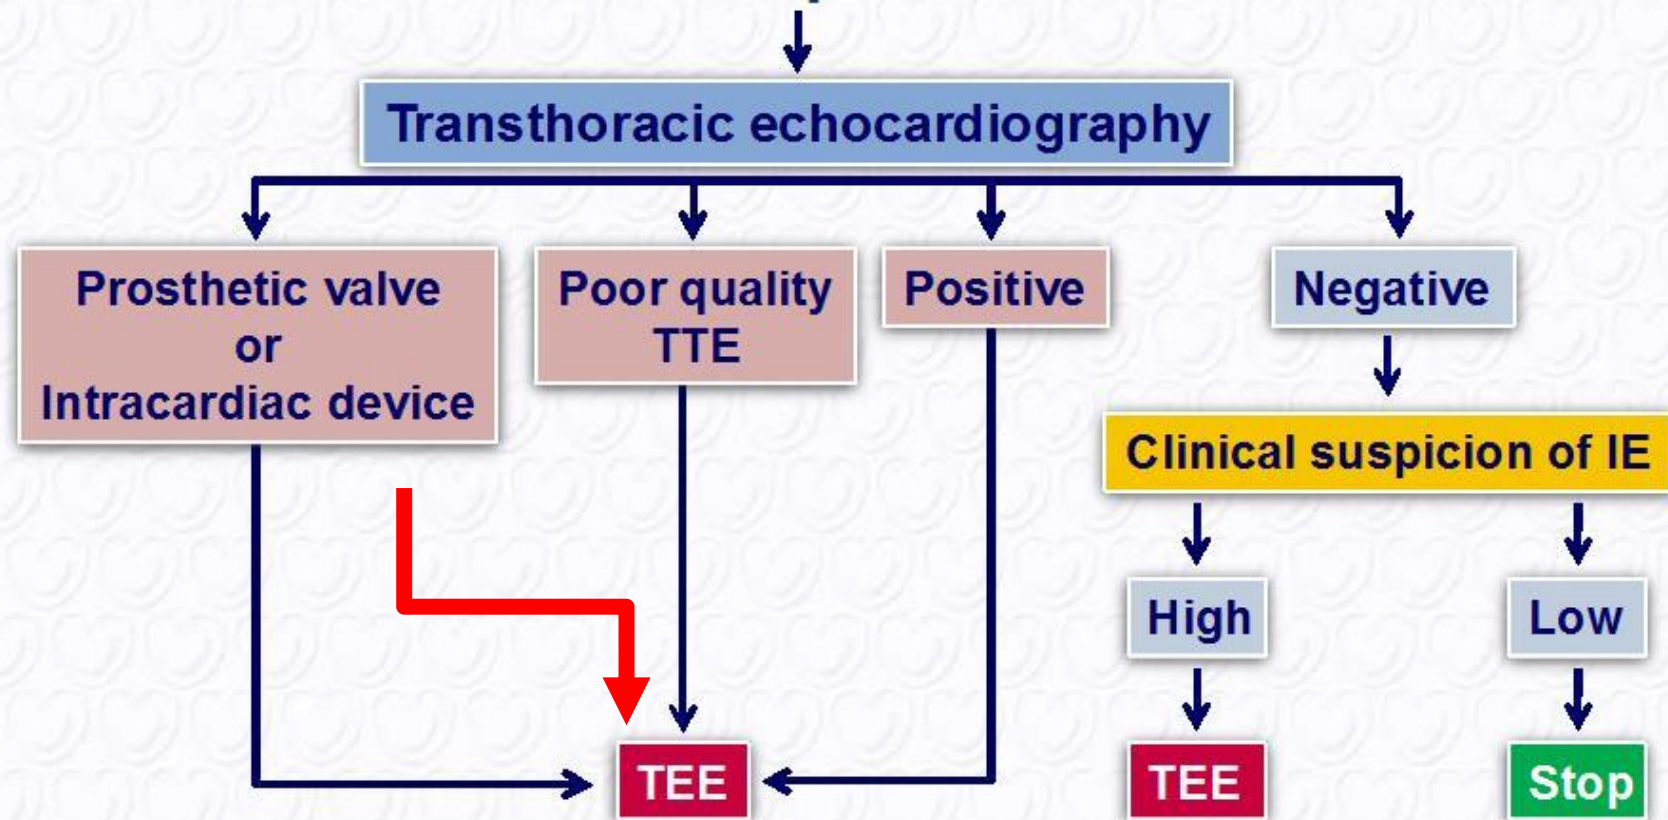 Transthoracic echocardiography
Prosthetic valve
or
Intracardiac device
Poor quality
TTE
Positive
Negative
Clinical suspicion of IE
High
Low
TEE
TEE
Stop